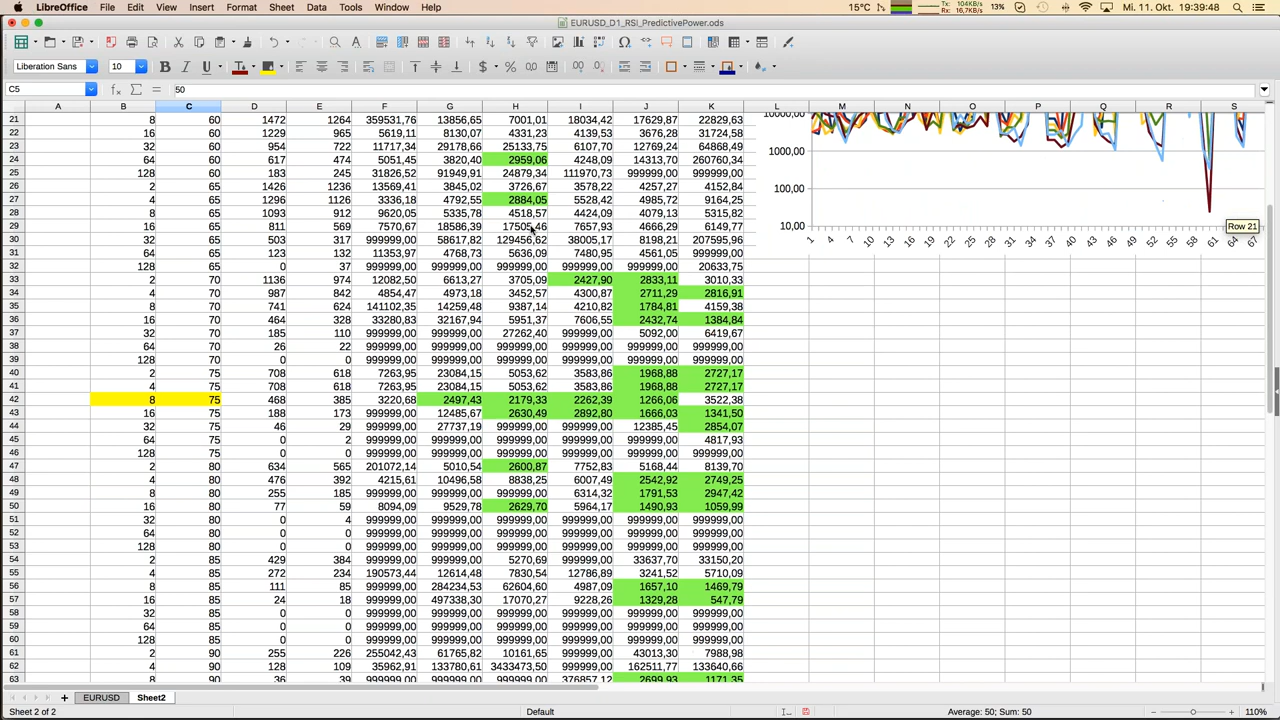 LibreOffice File Edit View Insert Format Sheet Data Tools Window Help 15°C Tx: 104KB/s Rx: 16,7KB/s 13% Mi. 11. Okt. 19:39:48
EURUSD_D1_RSI_PredictivePower.ods
Liberation Sans 10
C5 50
A B C D E F G H I J K L M N O P Q R S
21 8 60 1472 1264 359531,76 13856,65 7001,01 18034,42 17629,87 22829,63
22 16 60 1229 965 5619,11 8130,07 4331,23 4139,53 3676,28 31724,58
23 32 60 954 722 11717,34 29178,66 25133,75 6107,70 12769,24 64868,49
24 64 60 617 474 5051,45 3820,40 2959,06 4248,09 14313,70 260760,34
25 128 60 183 245 31826,52 91949,91 24879,34 111970,73 999999,00 999999,00
26 2 65 1426 1236 13569,41 3845,02 3726,67 3578,22 4257,27 4152,84
27 4 65 1296 1126 3336,18 4792,55 2884,05 5528,42 4985,72 9164,25
28 8 65 1093 912 9620,05 5335,78 4518,57 4424,09 4079,13 5315,82
29 16 65 811 569 7570,67 18586,39 17505,46 7657,93 4666,29 6149,77
30 32 65 503 317 999999,00 58617,82 129456,62 38005,17 8198,21 207595,96
31 64 65 123 132 11353,97 4768,73 5636,09 7480,95 4561,05 999999,00
32 128 65 0 37 999999,00 999999,00 999999,00 999999,00 999999,00 20633,75
33 2 70 1136 974 12082,50 6613,27 3705,09 2427,90 2833,11 3010,33
34 4 70 987 842 4854,47 4973,18 3452,57 4300,87 2711,29 2816,91
35 8 70 741 624 141102,35 14259,48 9387,14 4210,82 1784,81 4159,38
36 16 70 464 328 33280,83 32167,94 5951,37 7606,55 2432,74 1384,84
37 32 70 185 110 999999,00 999999,00 27262,40 999999,00 5092,00 6419,67
38 64 70 26 22 999999,00 999999,00 999999,00 999999,00 999999,00 999999,00
39 128 70 0 0 999999,00 999999,00 999999,00 999999,00 999999,00 999999,00
40 2 75 708 618 7263,95 23084,15 5053,62 3583,86 1968,88 2727,17
41 4 75 708 618 7263,95 23084,15 5053,62 3583,86 1968,88 2727,17
42 8 75 468 385 3220,68 2497,43 2179,33 2262,39 1266,06 3522,38
43 16 75 188 173 999999,00 12485,67 2630,49 2892,80 1666,03 1341,50
44 32 75 46 29 999999,00 27737,19 999999,00 999999,00 12385,45 2854,07
45 64 75 0 2 999999,00 999999,00 999999,00 999999,00 999999,00 4817,93
46 128 75 0 0 999999,00 999999,00 999999,00 999999,00 999999,00 999999,00
47 2 80 634 565 201072,14 5010,54 2600,87 7752,83 5168,44 8139,70
48 4 80 476 392 4215,61 10496,58 8838,25 6007,49 2542,92 2749,25
49 8 80 255 185 999999,00 999999,00 999999,00 6314,32 1791,53 2947,42
50 16 80 77 59 8094,09 9529,78 2629,70 5964,17 1490,93 1059,99
51 32 80 0 4 999999,00 999999,00 999999,00 999999,00 999999,00 999999,00
52 64 80 0 0 999999,00 999999,00 999999,00 999999,00 999999,00 999999,00
53 128 80 0 0 999999,00 999999,00 999999,00 999999,00 999999,00 999999,00
54 2 85 429 384 999999,00 999999,00 5270,69 999999,00 33637,70 33150,20
55 4 85 272 234 190573,44 12614,48 7830,54 12786,89 3241,52 5710,09
56 8 85 111 85 999999,00 284234,53 62604,60 4987,09 1657,10 1469,79
57 16 85 24 18 999999,00 497338,30 17070,27 9228,26 1329,28 547,79
58 32 85 0 0 999999,00 999999,00 999999,00 999999,00 999999,00 999999,00
59 64 85 0 0 999999,00 999999,00 999999,00 999999,00 999999,00 999999,00
60 128 85 0 0 999999,00 999999,00 999999,00 999999,00 999999,00 999999,00
61 2 90 255 226 255042,43 61765,82 10161,65 999999,00 43013,30 7988,98
62 4 90 128 109 35962,91 133780,61 3433473,50 999999,00 162511,77 133640,66
63 8 90 36 39 999999,00 999999,00 999999,00 376857,12 2699,93 1171,35
10000,00
1000,00
100,00
10,00
1 4 7 10 13 16 19 22 25 28 31 34 37 40 43 46 49 52 55 58 61 64 67
Row 21
EURUSD Sheet2
Sheet 2 of 2 Default Average: 50; Sum: 50 110%